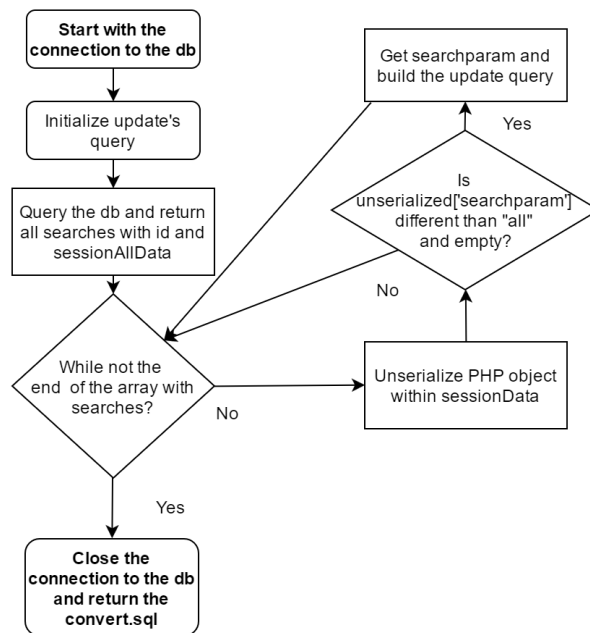 Start with the
connection to the db
Initialize update's
query
Query the db and return
all searches with id and
sessionAllData
While not the
end of the array with
searches?
No
Yes
Close the
connection to the db
and return the
convert.sql
Unserialize PHP object
within sessionData
Is
unserialized['searchparam']
different than "all"
and empty?
No
Yes
Get searchparam and
build the update query